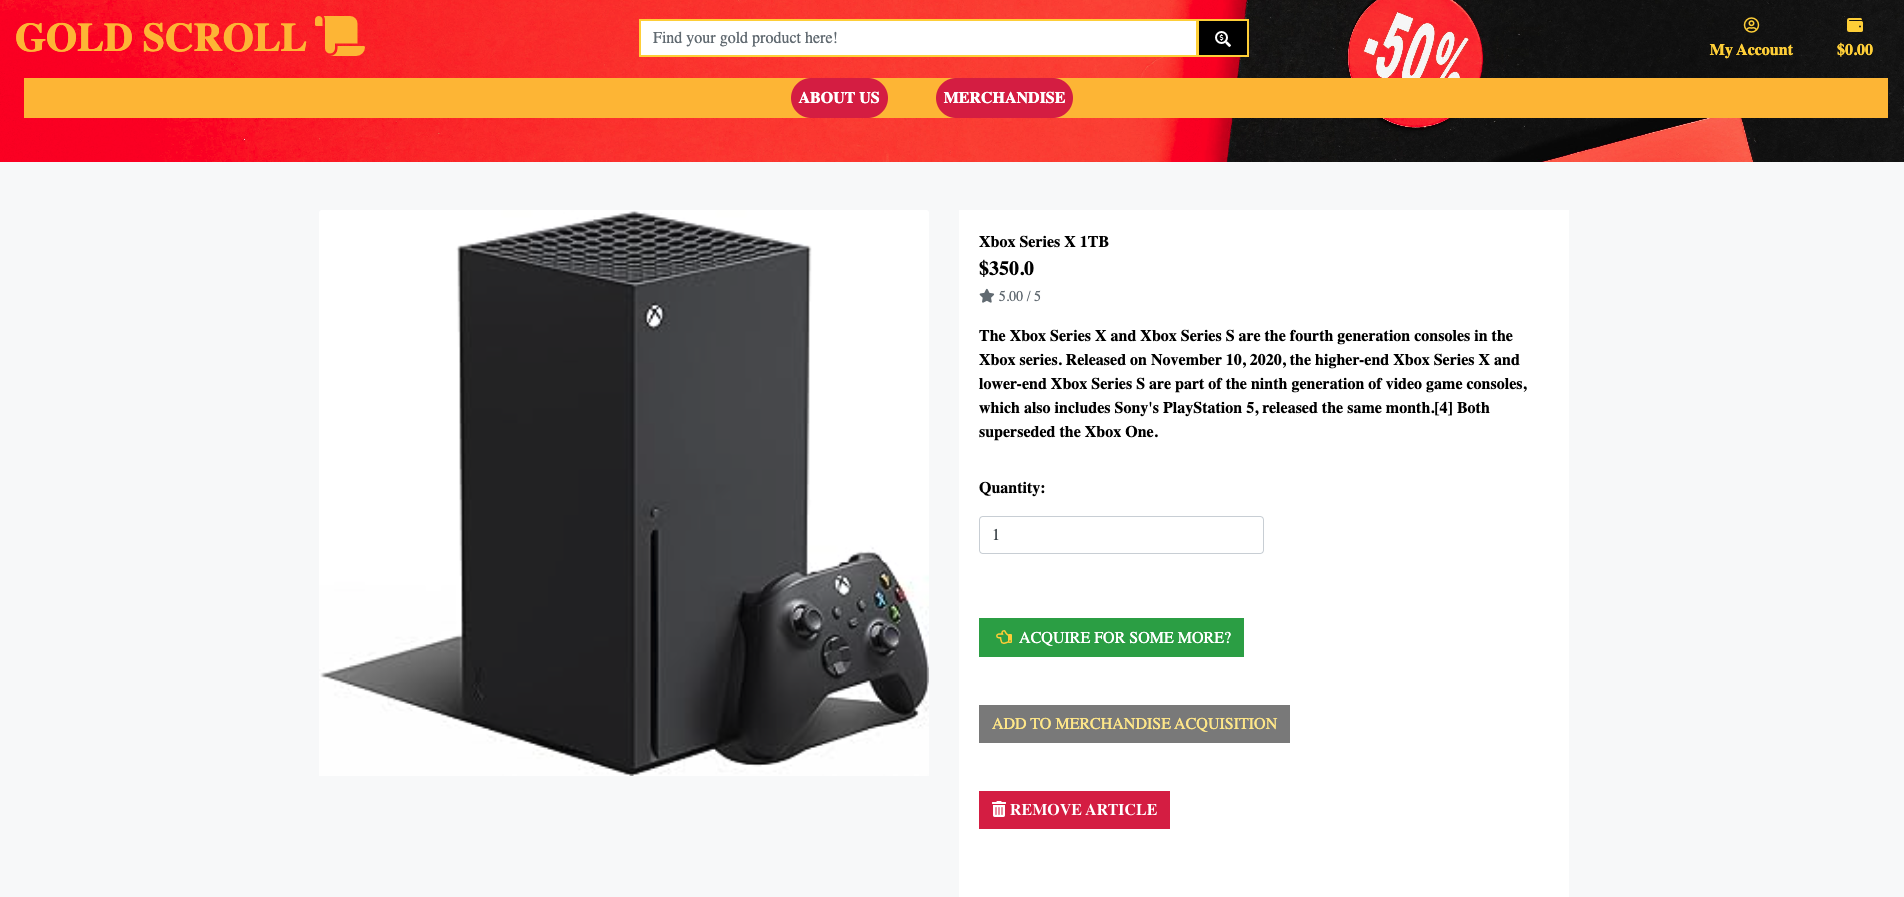 GOLD SCROLL
Find your gold product here!
-50%
My Account
$0.00
ABOUT US
MERCHANDISE
Xbox Series X 1TB
$350.0
5.00 / 5
The Xbox Series X and Xbox Series S are the fourth generation consoles in the
Xbox series. Released on November 10, 2020, the higher-end Xbox Series X and
lower-end Xbox Series S are part of the ninth generation of video game consoles,
which also includes Sony's PlayStation 5, released the same month.[4] Both
superseded the Xbox One.
Quantity:
1
ACQUIRE FOR SOME MORE?
ADD TO MERCHANDISE ACQUISITION
REMOVE ARTICLE